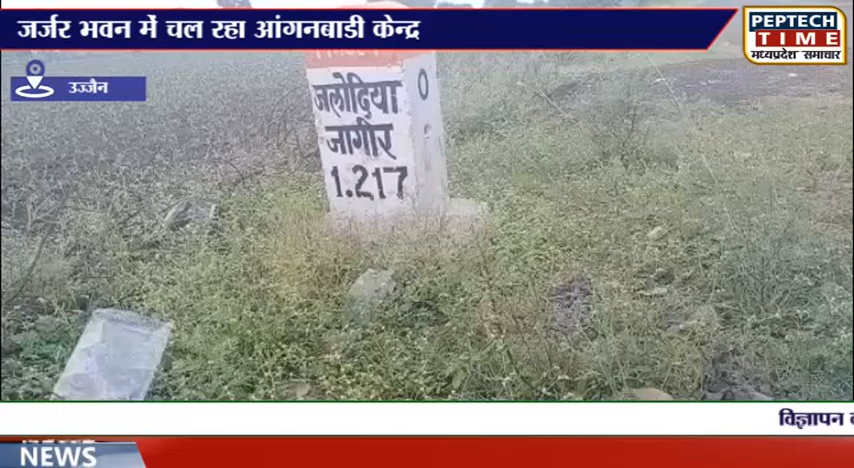 जर्जर भवन में चल रहा आंगनबाडी केन्द्र
PEPTECH
TIME
मध्यप्रदेश समाचार
उज्जैन
जलोदिया
जागीर
1.217
0
विज्ञापन
NEWS